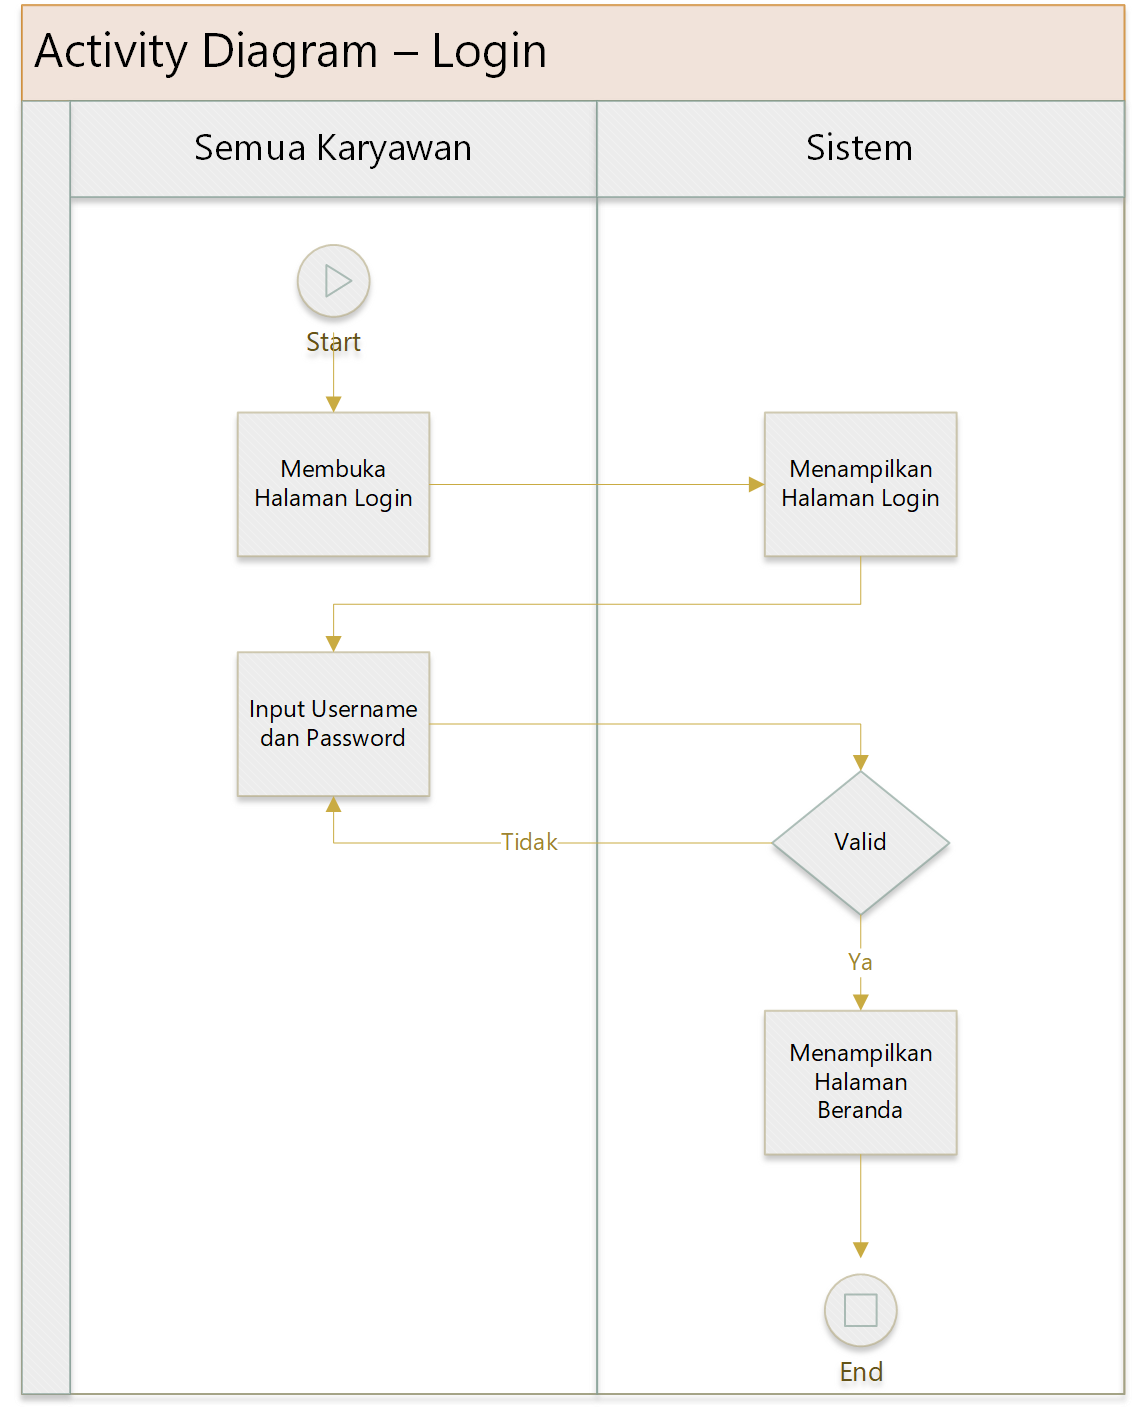 Activity Diagram – Login
Semua Karyawan
Sistem
Start
Membuka
Halaman Login
Menampilkan
Halaman Login
Input Username
dan Password
Valid
Tidak
Ya
Menampilkan
Halaman
Beranda
End